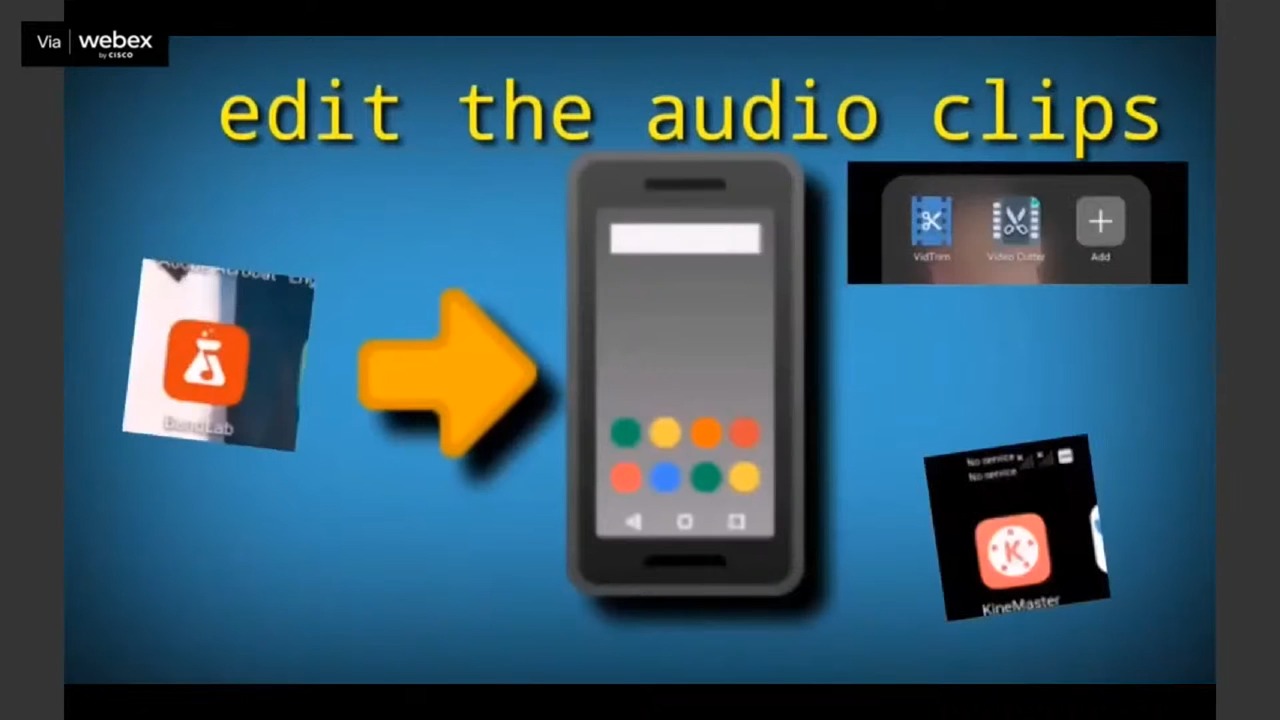 Via webex
by CISCO
edit the audio clips
VidTrim Video Cutter Add
BandLab
No service
No service
K
KineMaster